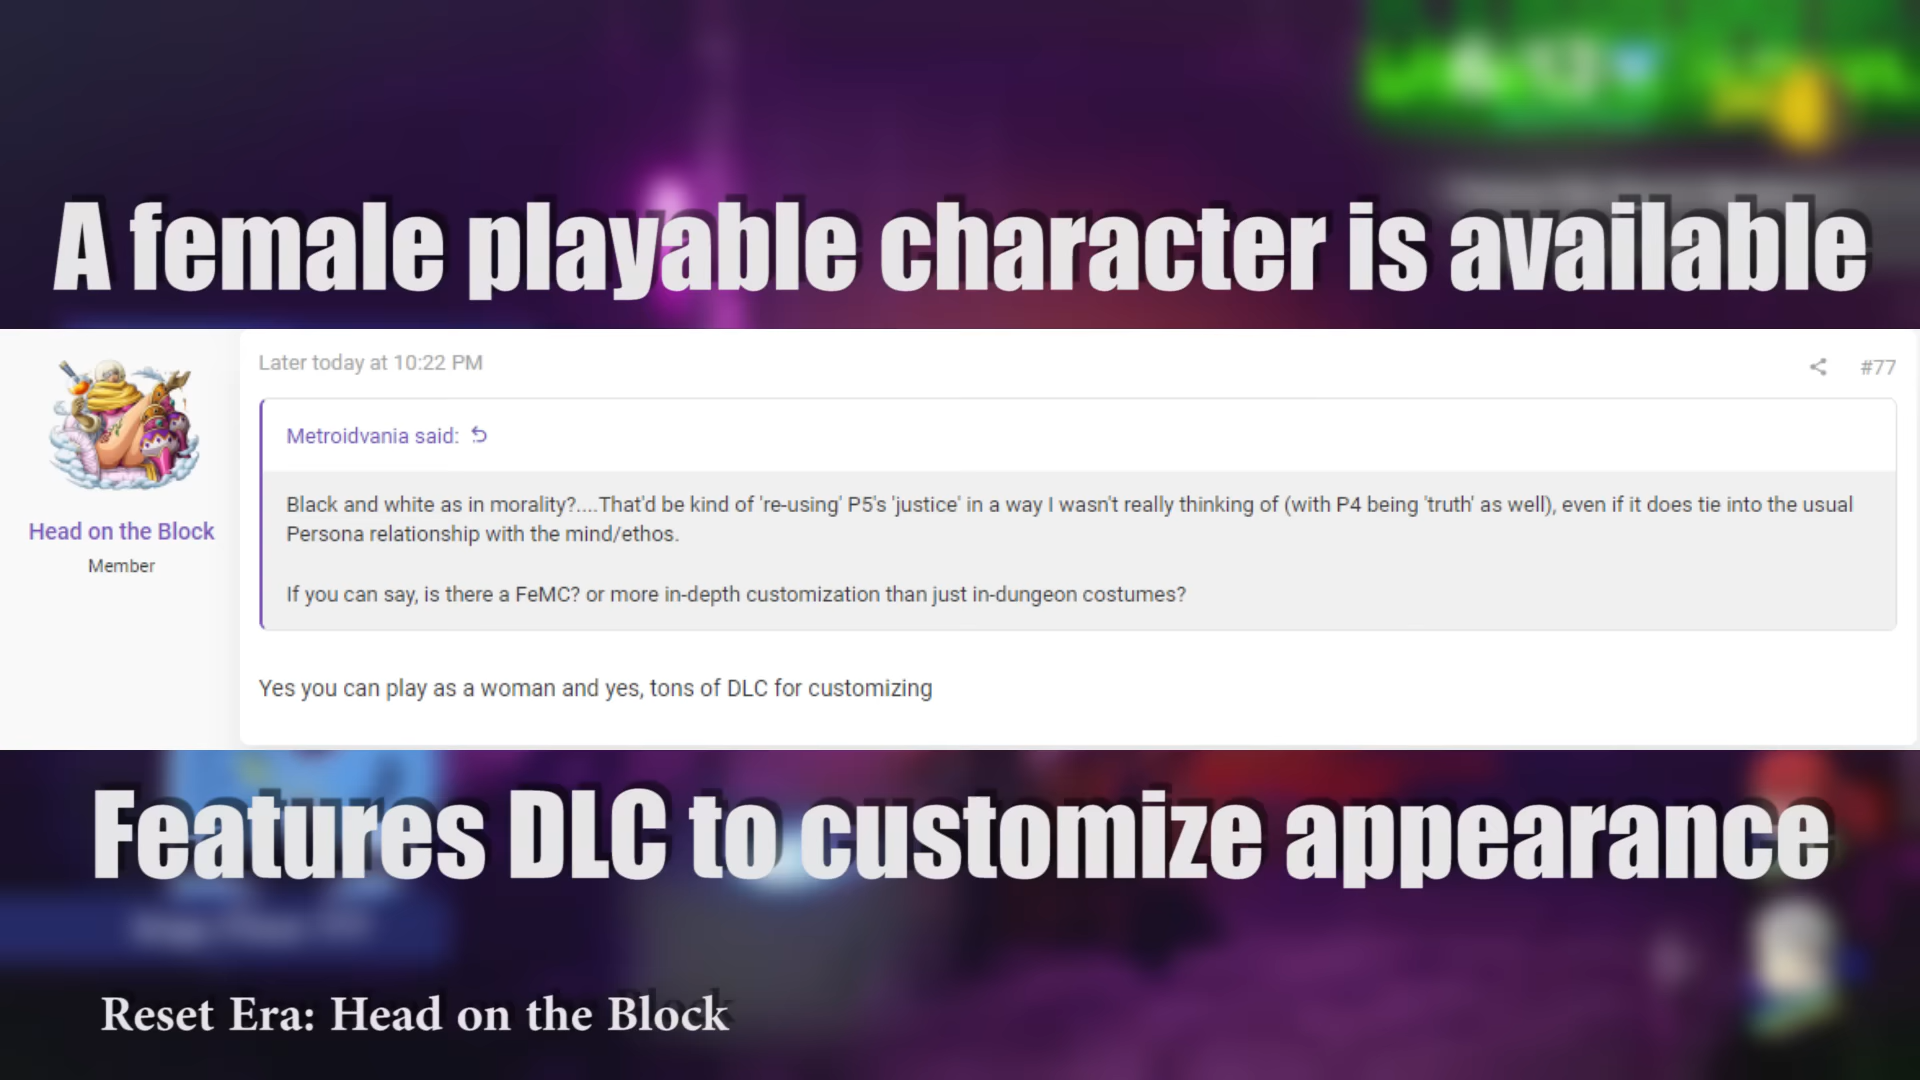 A female playable character is available
Later today at 10:22 PM
#77
Metroidvania said:
Head on the Block
Member
Black and white as in morality?....That'd be kind of 're-using' P5's 'justice' in a way I wasn't really thinking of (with P4 being 'truth' as well), even if it does tie into the usual
Persona relationship with the mind/ethos.
If you can say, is there a FeMC? or more in-depth customization than just in-dungeon costumes?
Yes you can play as a woman and yes, tons of DLC for customizing
Features DLC to customize appearance
Reset Era: Head on the Block